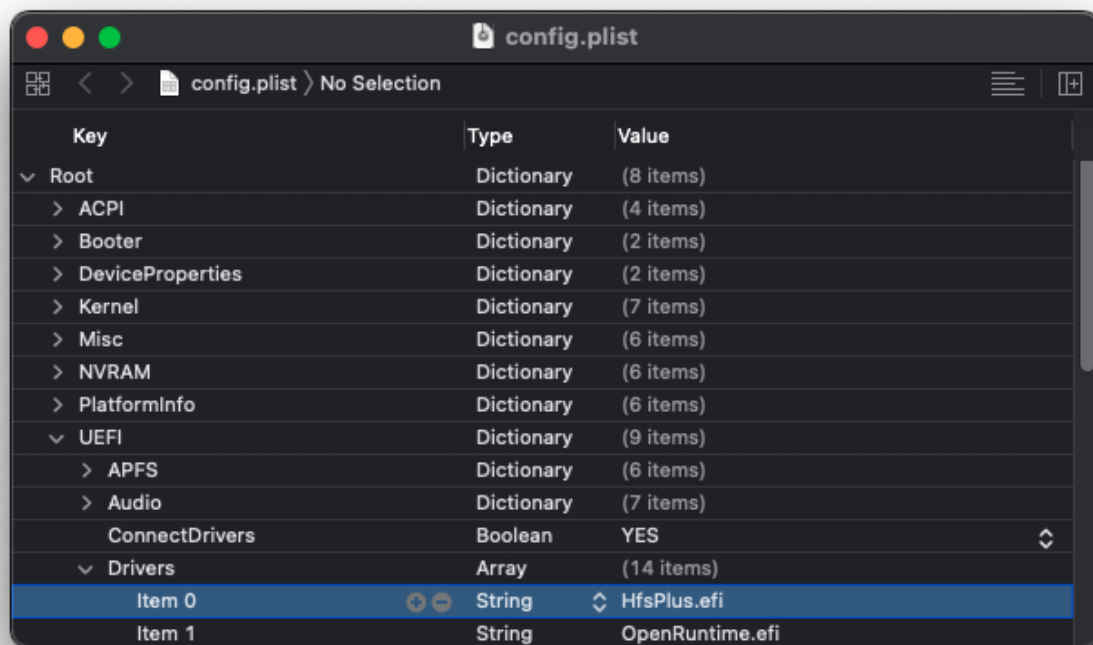 config.plist
config.plist 〉 No Selection
Key Type Value
Root Dictionary (8 items)
ACPI Dictionary (4 items)
Booter Dictionary (2 items)
DeviceProperties Dictionary (2 items)
Kernel Dictionary (7 items)
Misc Dictionary (6 items)
NVRAM Dictionary (6 items)
PlatformInfo Dictionary (6 items)
UEFI Dictionary (9 items)
APFS Dictionary (6 items)
Audio Dictionary (7 items)
ConnectDrivers Boolean YES
Drivers Array (14 items)
Item 0 String HfsPlus.efi
Item 1 String OpenRuntime.efi